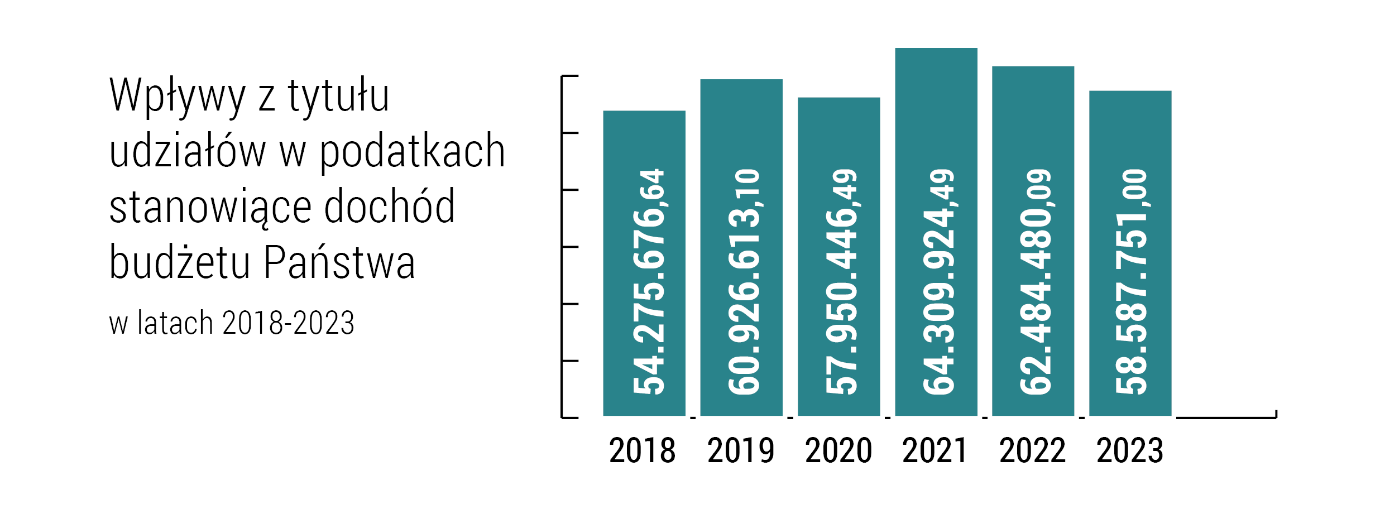 Wpływy z tytułu
udziałów w podatkach
stanowiące dochód
budżetu Państwa
w latach 2018-2023
54.275.676,64
60.926.613,10
57.950.446,49
64.309.924,49
62.484.480,09
58.587.751,00
2018 2019 2020 2021 2022 2023